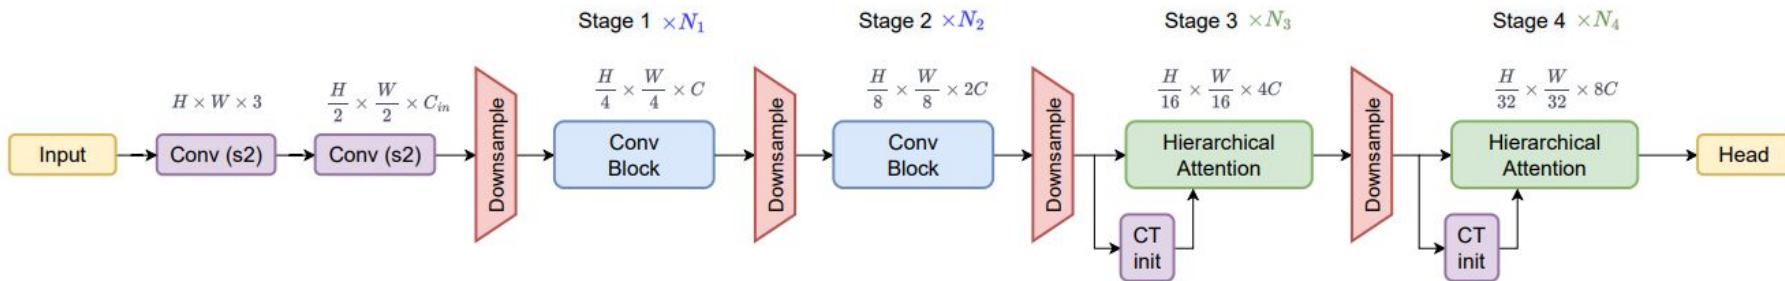 Stage 1 ×N₁
Stage 2 ×N₂
Stage 3 ×N₃
Stage 4 ×N₄
H × W × 3
H/2 × W/2 × C_in
H/4 × W/4 × C
H/8 × W/8 × 2C
H/16 × W/16 × 4C
H/32 × W/32 × 8C
Input
Conv (s2)
Conv (s2)
Downsample
Conv
Block
Downsample
Conv
Block
Downsample
Hierarchical
Attention
CT
init
Downsample
Hierarchical
Attention
CT
init
Head